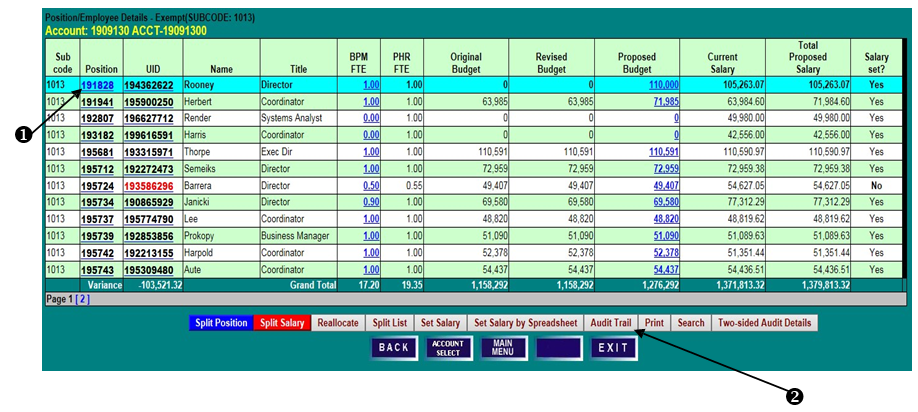 Position/Employee Details - Exempt(SUBCODE: 1013)
Account: 1909130 ACCT-19091300
Sub code Position UID Name Title BPM FTE PHR FTE Original Budget Revised Budget Proposed Budget Current Salary Total Proposed Salary Salary set?
1013 191828 194362622 Rooney Director 1.00 1.00 0 0 110,000 105,263.07 105,263.07 Yes
1013 191941 195900250 Herbert Coordinator 1.00 1.00 63,985 63,985 71,985 63,984.60 71,984.60 Yes
1013 192807 196627712 Render Systems Analyst 0.00 1.00 0 0 0 49,980.00 49,980.00 Yes
1013 193182 199616591 Harris Coordinator 0.00 1.00 0 0 0 42,556.00 42,556.00 Yes
1013 195681 193315971 Thorpe Exec Dir 1.00 1.00 110,591 110,591 110,591 110,590.97 110,590.97 Yes
1013 195712 192272473 Semeiks Director 1.00 1.00 72,959 72,959 72,959 72,959.38 72,959.38 Yes
1013 195724 193586296 Barrera Director 0.50 0.55 49,407 49,407 49,407 54,627.05 54,627.05 No
1013 195734 190865929 Janicki Director 0.90 1.00 69,580 69,580 69,580 77,312.29 77,312.29 Yes
1013 195737 195774790 Lee Coordinator 1.00 1.00 48,820 48,820 48,820 48,819.62 48,819.62 Yes
1013 195739 192853856 Prokopy Business Manager 1.00 1.00 51,090 51,090 51,090 51,089.63 51,089.63 Yes
1013 195742 192213155 Harpold Coordinator 1.00 1.00 52,378 52,378 52,378 51,351.44 51,351.44 Yes
1013 195743 195309480 Aute Coordinator 1.00 1.00 54,437 54,437 54,437 54,436.51 54,436.51 Yes
Variance -103,521.32 Grand Total 17.20 19.35 1,158,292 1,158,292 1,276,292 1,371,813.32 1,379,813.32
Page 1 [ 2 ]
Split Position Split Salary Reallocate Split List Set Salary Set Salary by Spreadsheet Audit Trail Print Search Two-sided Audit Details
BACK ACCOUNT SELECT MAIN MENU EXIT
1
2